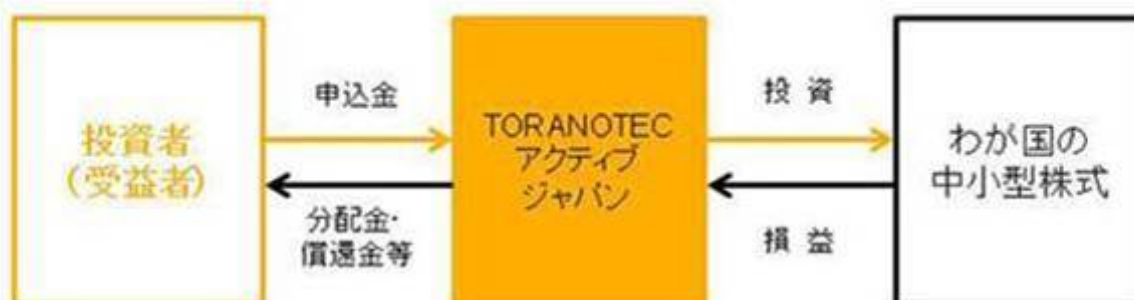 投資者
(受益者)
申込金
分配金・
償還金等
TORANOTEC
アクティブ
ジャパン
投 資
損 益
わが国の
中小型株式